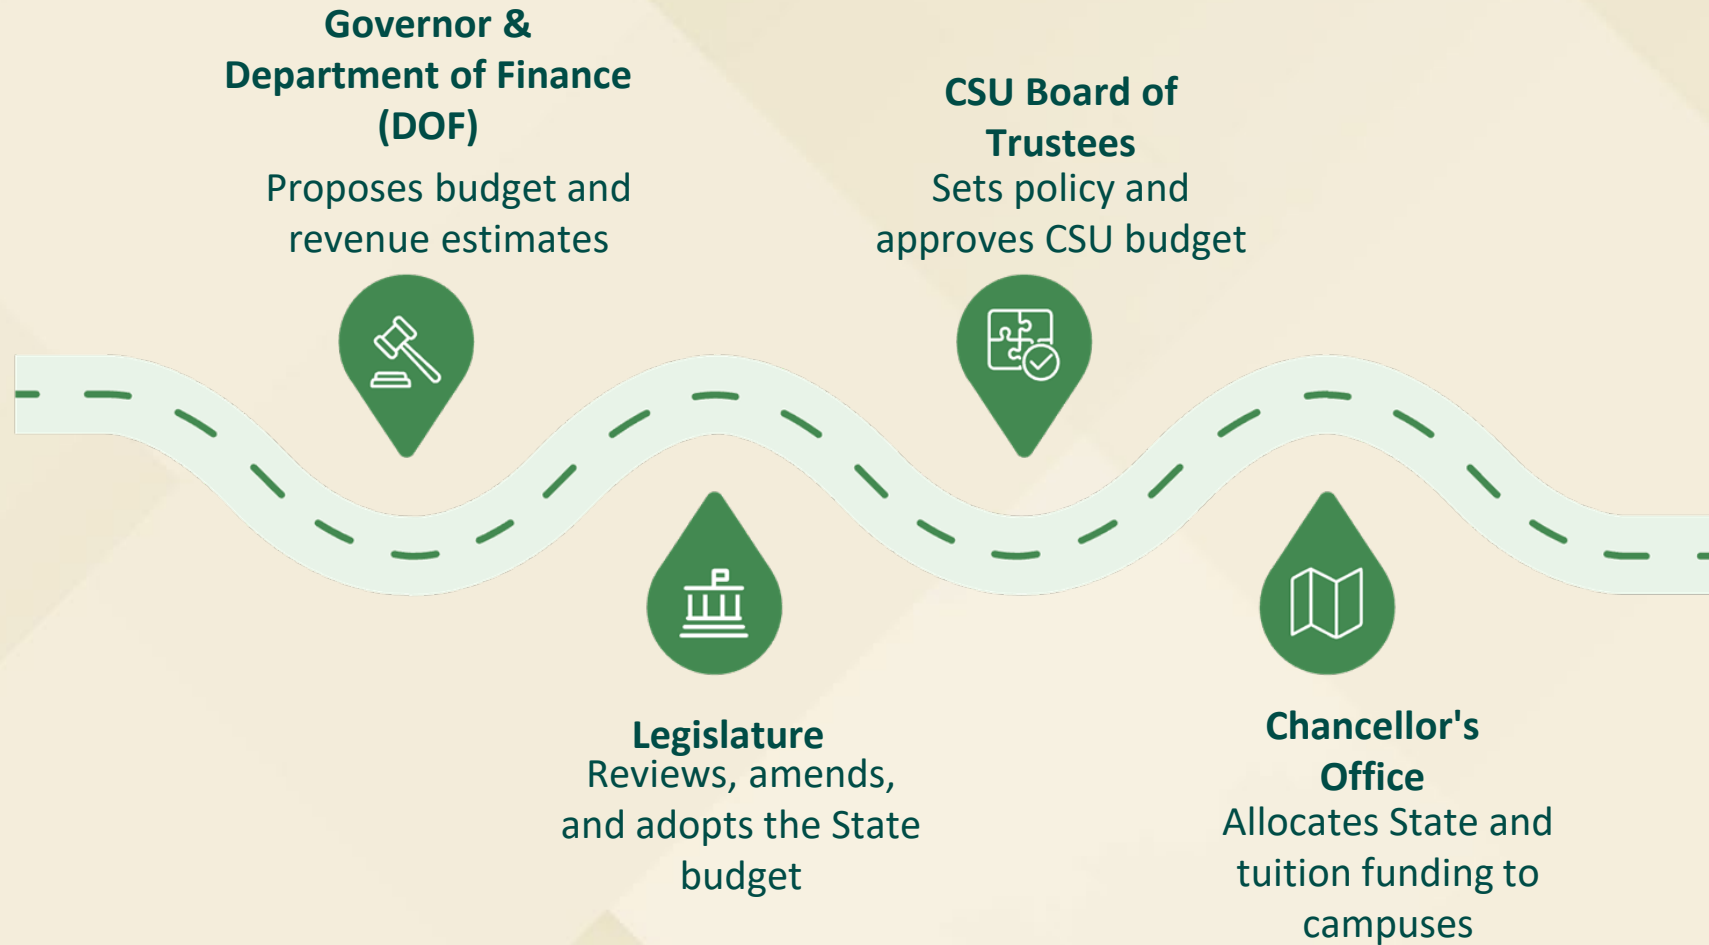 Governor &
Department of Finance
(DOF)
Proposes budget and
revenue estimates
CSU Board of
Trustees
Sets policy and
approves CSU budget
Legislature
Reviews, amends,
and adopts the State
budget
Chancellor's
Office
Allocates State and
tuition funding to
campuses